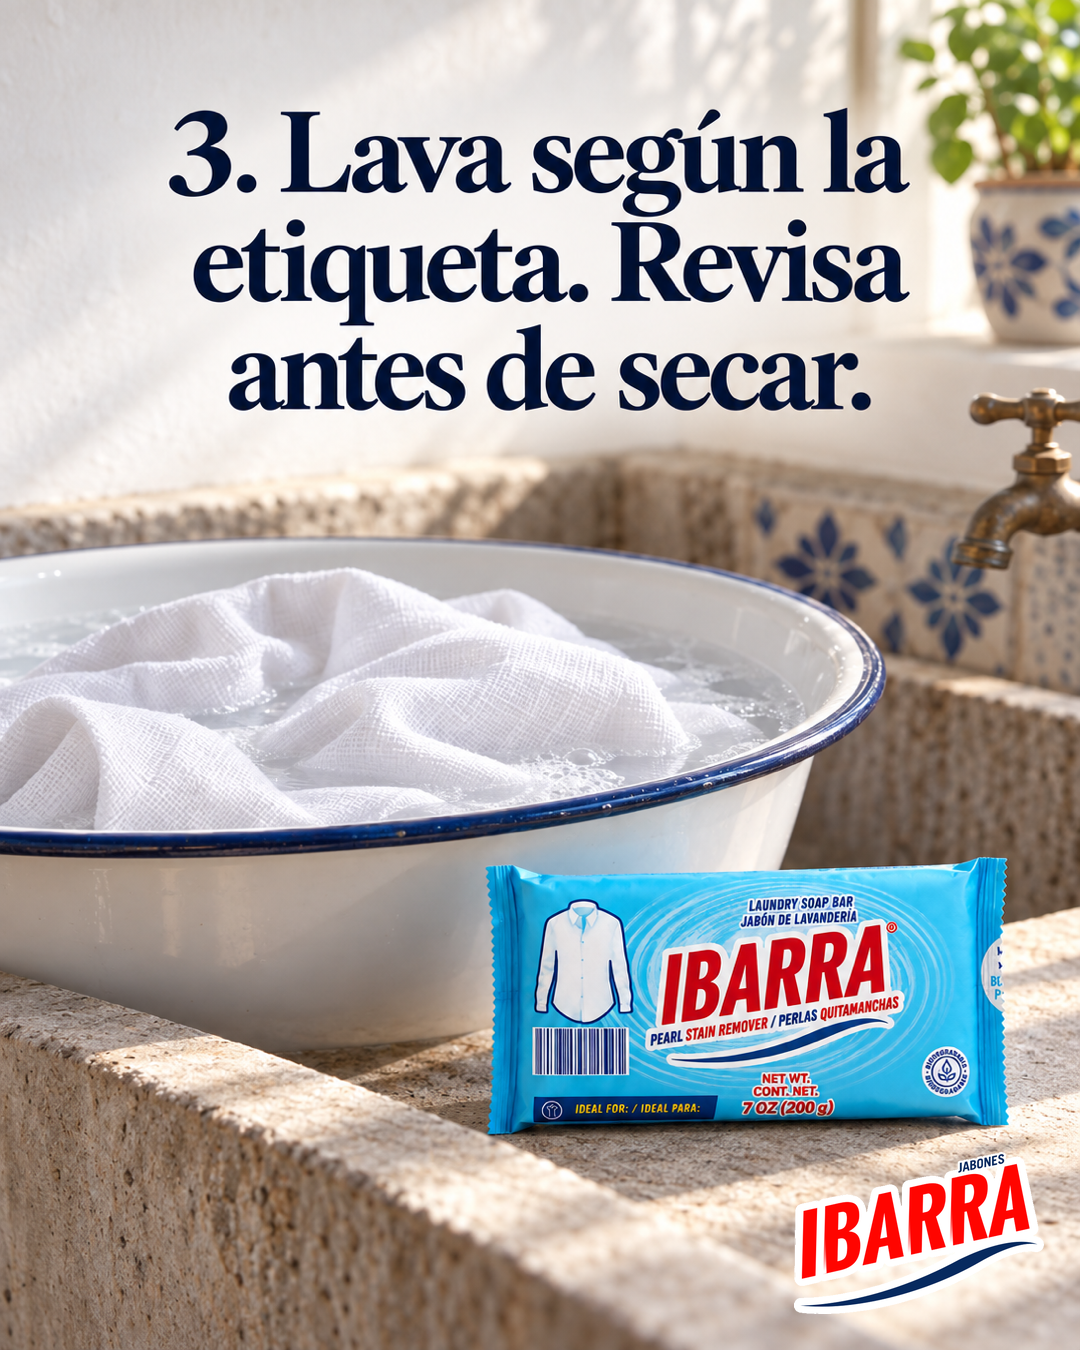 3. Lava según la
etiqueta. Revisa
antes de secar.
LAUNDRY SOAP BAR
JABÓN DE LAVANDERÍA
IBARRA
PEARL STAIN REMOVER / PERLAS QUITAMANCHAS
NET WT.
CONT. NET.
7 OZ (200 g)
IDEAL FOR: / IDEAL PARA:
JABONES
IBARRA